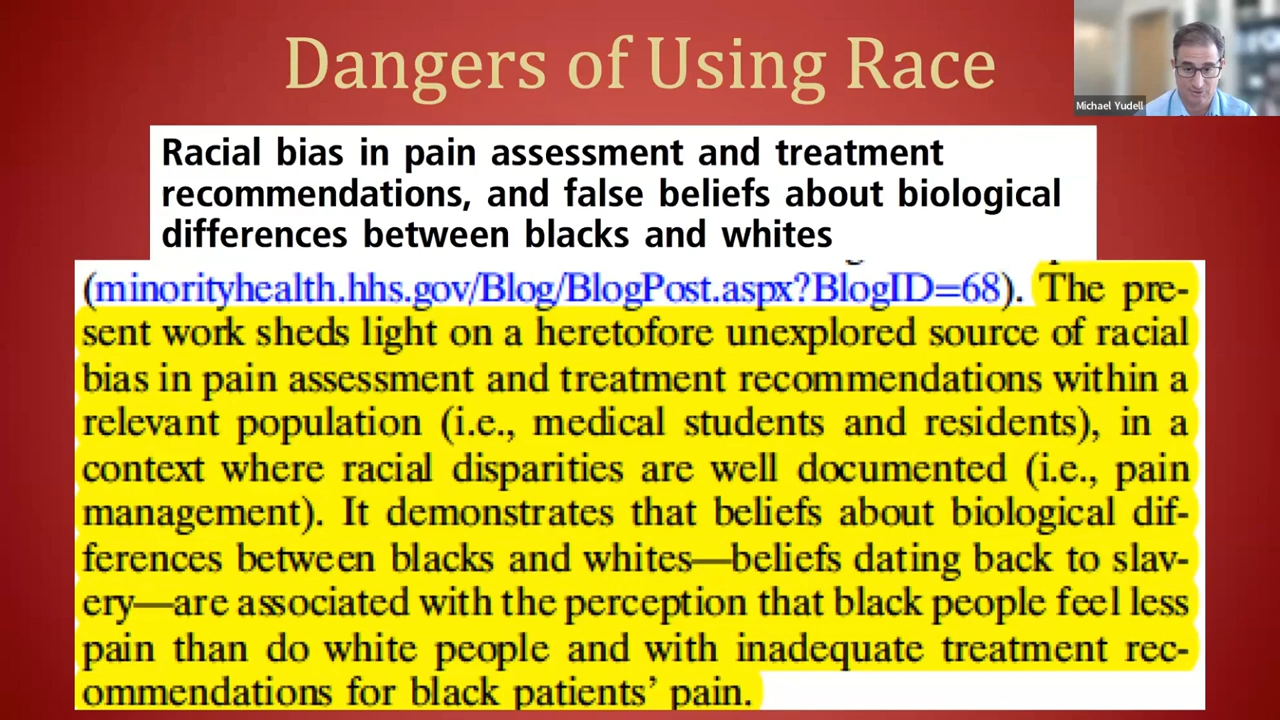 Dangers of Using Race
Michael Yudell
Racial bias in pain assessment and treatment
recommendations, and false beliefs about biological
differences between blacks and whites
(minorityhealth.hhs.gov/Blog/BlogPost.aspx?BlogID=68). The pre-
sent work sheds light on a heretofore unexplored source of racial
bias in pain assessment and treatment recommendations within a
relevant population (i.e., medical students and residents), in a
context where racial disparities are well documented (i.e., pain
management). It demonstrates that beliefs about biological dif-
ferences between blacks and whites—beliefs dating back to slav-
ery—are associated with the perception that black people feel less
pain than do white people and with inadequate treatment rec-
ommendations for black patients’ pain.